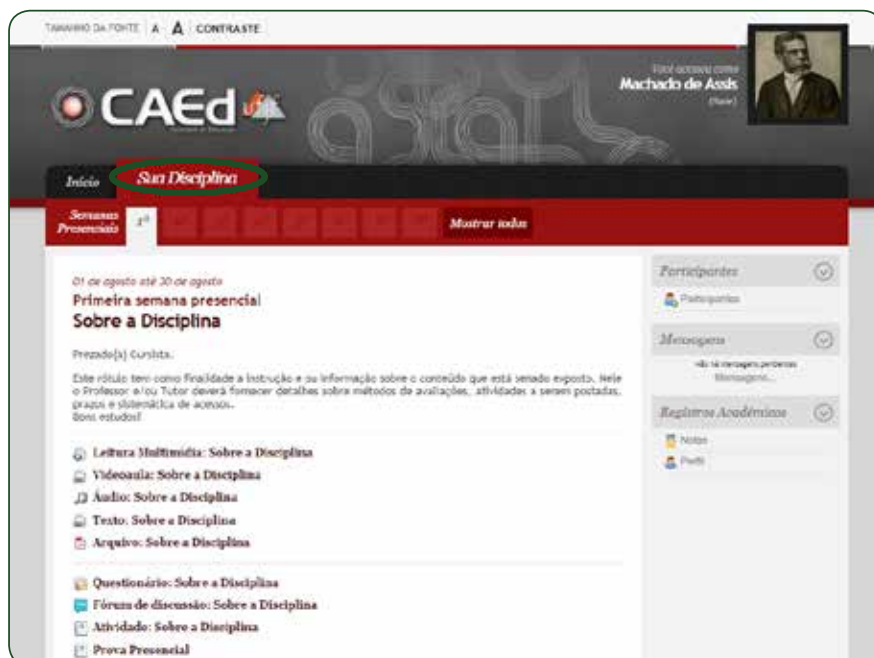 TAMANHO DA FONTE A A CONTRASTE
Você acessou como
Machado de Assis
CAEd
Início
Sua Disciplina
Semanas
Presenciais
1ª
Mostrar todos
01 de agosto até 30 de agosto
Primeira semana presencial
Sobre a Disciplina
Prezado(a) Cursista,
Este rótulo tem como finalidade a instrução e ou informação sobre o conteúdo que está sendo exposto. Nele
o Professor e/ou Tutor deverá fornecer detalhes sobre métodos de avaliações, atividades a serem postadas,
prazos e sistemática de acessos.
Bons estudos!
Leitura Multimídia: Sobre a Disciplina
Videoaula: Sobre a Disciplina
Áudio: Sobre a Disciplina
Texto: Sobre a Disciplina
Arquivo: Sobre a Disciplina
Questionário: Sobre a Disciplina
Fórum de discussão: Sobre a Disciplina
Atividade: Sobre a Disciplina
Prova Presencial
Participantes
Participantes
Mensagens
Não há mensagens pendentes
Mensagens...
Registros Acadêmicos
Notas
Perfil